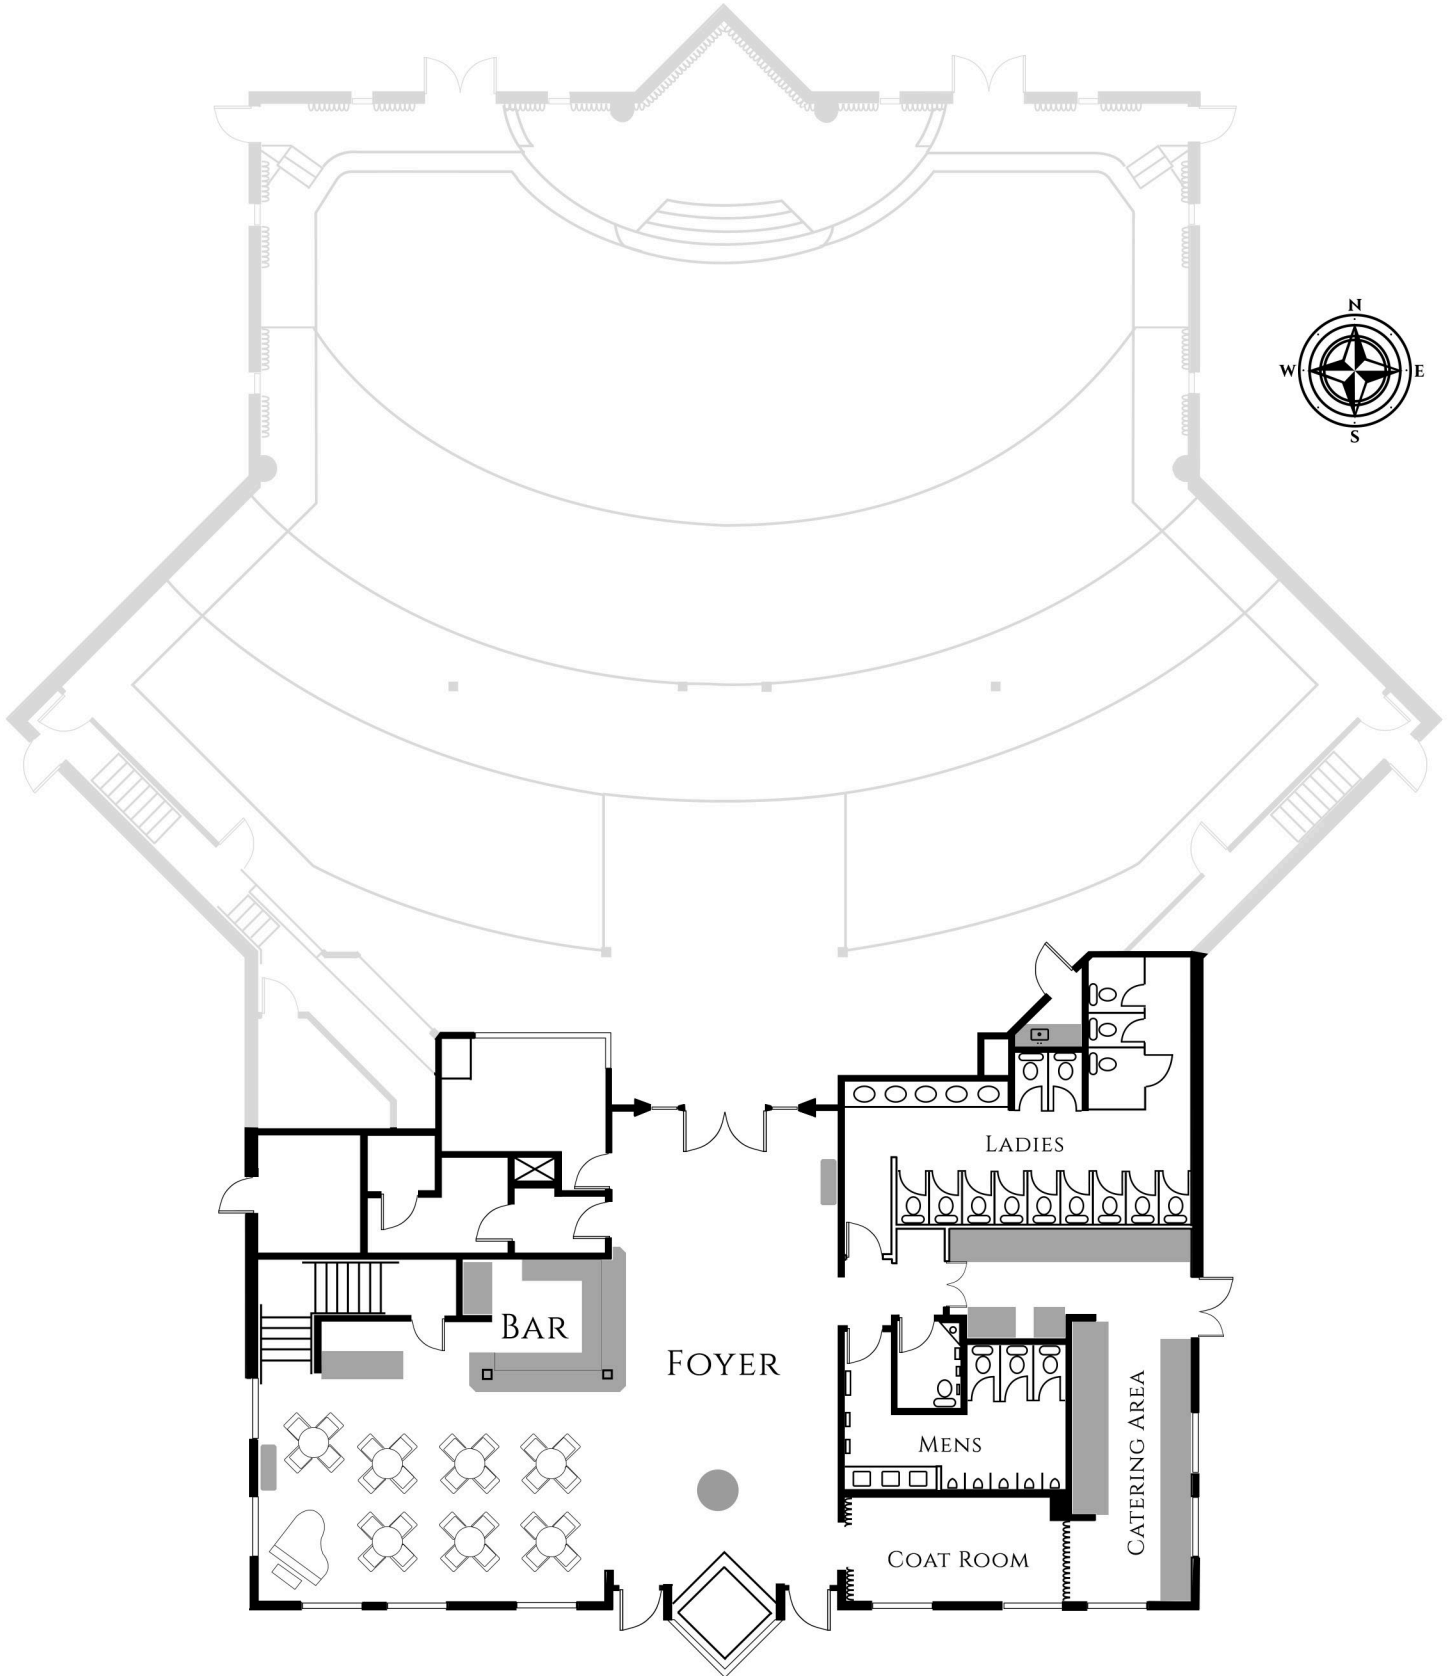 N
W E
S
LADIES
BAR
FOYER
MENS
CATERING AREA
COAT ROOM